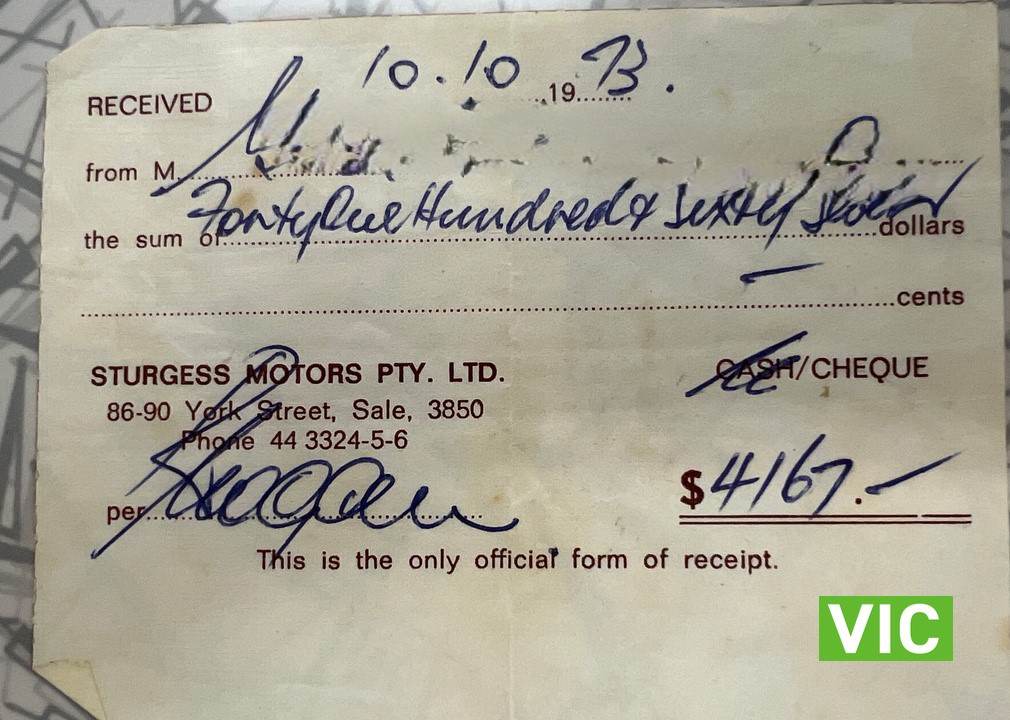 10.10 1973.
RECEIVED
from M
the sum of FortyOne Hundred & Sixty Seven dollars
—
cents
STURGESS MOTORS PTY. LTD.
CASH/CHEQUE
86-90 York Street, Sale, 3850
Phone 44 3324-5-6
per
$4167.—
This is the only official form of receipt.
VIC